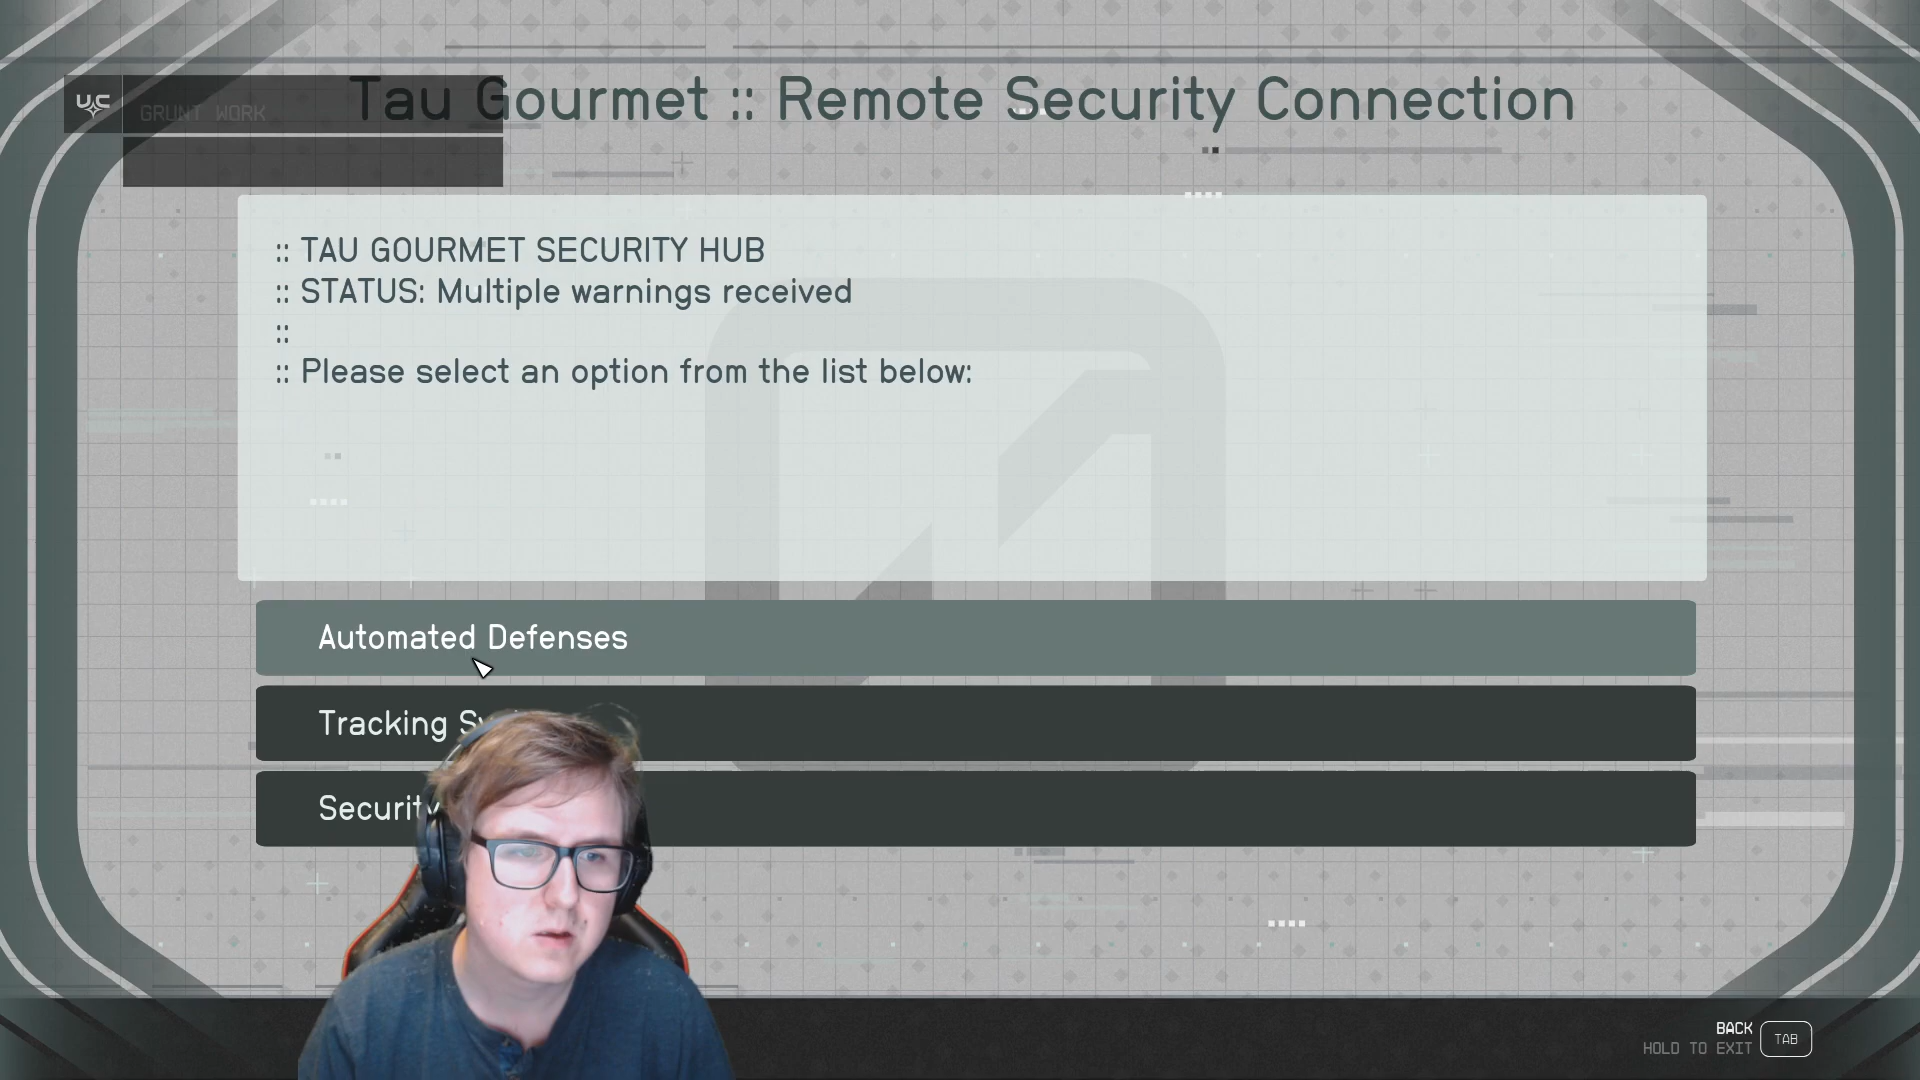 UC
GRUNT WORK
Tau Gourmet :: Remote Security Connection
:: TAU GOURMET SECURITY HUB
:: STATUS: Multiple warnings received
::
:: Please select an option from the list below:
Automated Defenses
Tracking
Security
BACK
HOLD TO EXIT
TAB